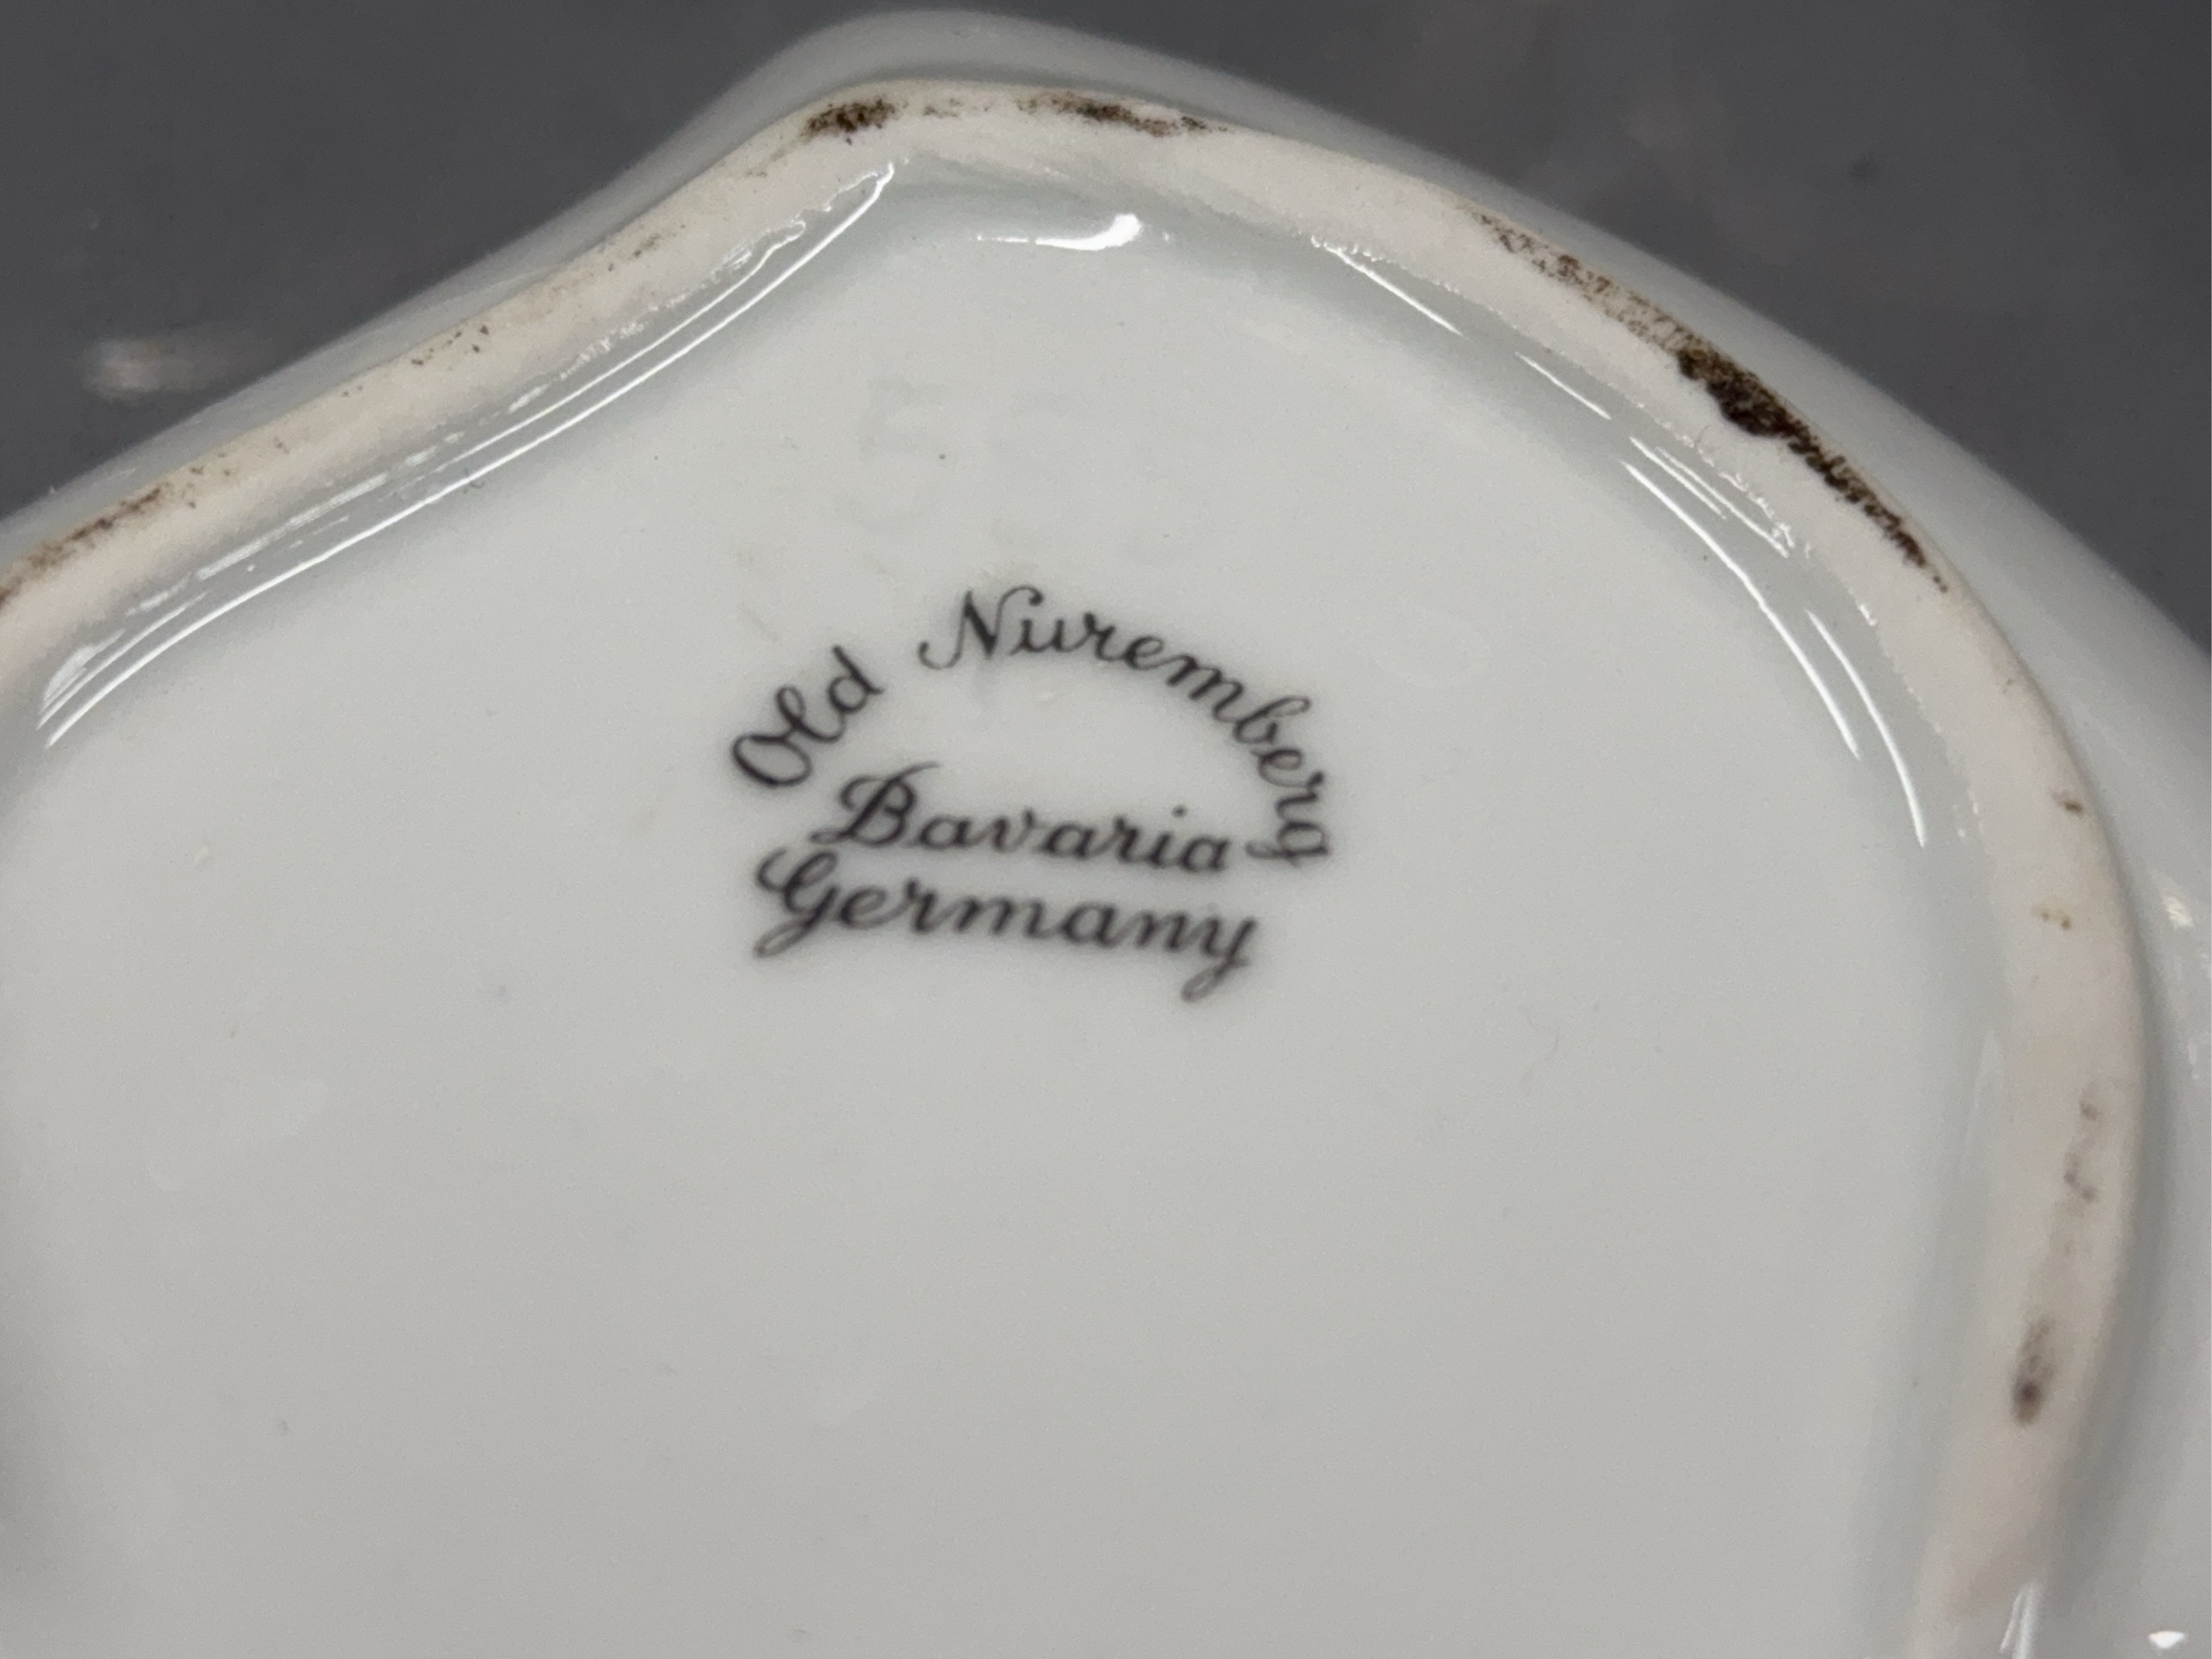 Old Nuremberg
Bavaria
Germany